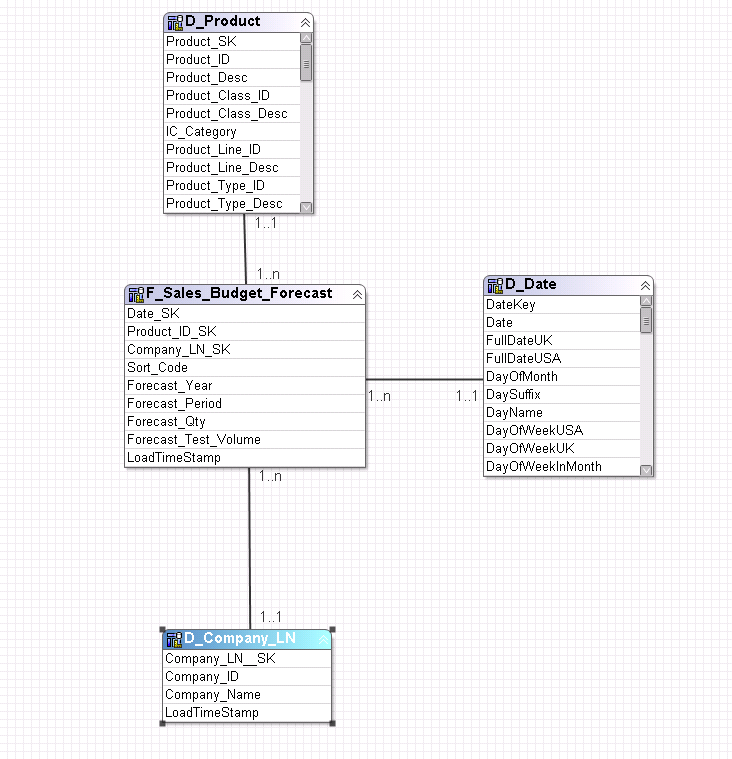 D_Product
Product_SK
Product_ID
Product_Desc
Product_Class_ID
Product_Class_Desc
IC_Category
Product_Line_ID
Product_Line_Desc
Product_Type_ID
Product_Type_Desc
1..1
1..n
F_Sales_Budget_Forecast
Date_SK
Product_ID_SK
Company_LN_SK
Sort_Code
Forecast_Year
Forecast_Period
Forecast_Qty
Forecast_Test_Volume
LoadTimeStamp
1..n
1..1
D_Date
DateKey
Date
FullDateUK
FullDateUSA
DayOfMonth
DaySuffix
DayName
DayOfWeekUSA
DayOfWeekUK
DayOfWeekInMonth
1..n
1..1
D_Company_LN
Company_LN__SK
Company_ID
Company_Name
LoadTimeStamp